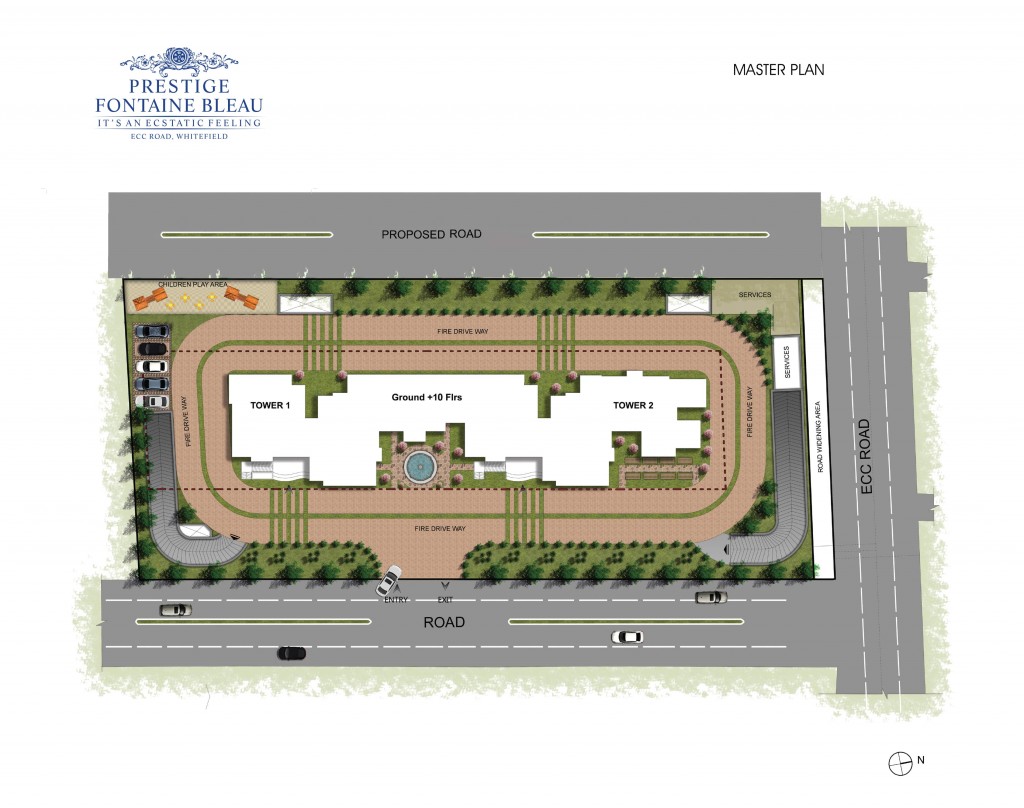 PRESTIGE
FONTAINE BLEAU
IT'S AN ECSTATIC FEELING
ECC ROAD, WHITEFIELD
MASTER PLAN
PROPOSED ROAD
CHILDREN PLAY AREA
SERVICES
FIRE DRIVE WAY
SERVICES
TOWER 1
Ground +10 Flrs
TOWER 2
FIRE DRIVE WAY
FIRE DRIVE WAY
ROAD WIDENING AREA
ECC ROAD
FIRE DRIVE WAY
ENTRY
EXIT
ROAD
N